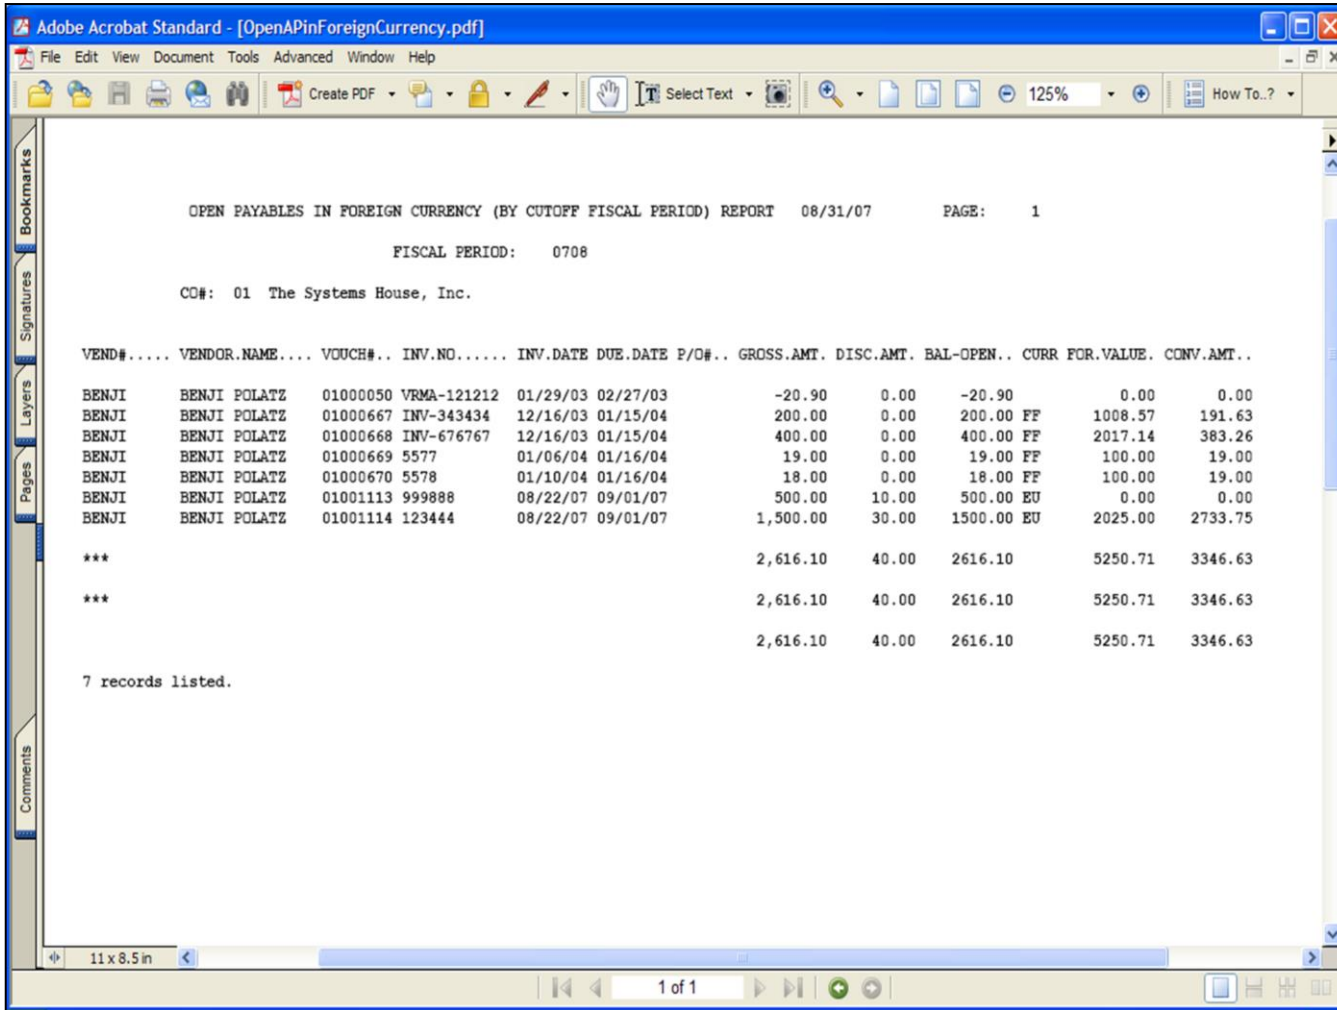 Adobe Acrobat Standard - [OpenAPinForeignCurrency.pdf]
File Edit View Document Tools Advanced Window Help
Create PDF Select Text 125% How To..?
Bookmarks
Signatures
Layers
Pages
Comments
OPEN PAYABLES IN FOREIGN CURRENCY (BY CUTOFF FISCAL PERIOD) REPORT 08/31/07 PAGE: 1
FISCAL PERIOD: 0708
CO#: 01 The Systems House, Inc.
VEND#..... VENDOR.NAME.... VOUCH#.. INV.NO...... INV.DATE DUE.DATE P/O#.. GROSS.AMT. DISC.AMT. BAL-OPEN.. CURR FOR.VALUE. CONV.AMT..
BENJI BENJI POLATZ 01000050 VRMA-121212 01/29/03 02/27/03 -20.90 0.00 -20.90 0.00 0.00
BENJI BENJI POLATZ 01000667 INV-343434 12/16/03 01/15/04 200.00 0.00 200.00 FF 1008.57 191.63
BENJI BENJI POLATZ 01000668 INV-676767 12/16/03 01/15/04 400.00 0.00 400.00 FF 2017.14 383.26
BENJI BENJI POLATZ 01000669 5577 01/06/04 01/16/04 19.00 0.00 19.00 FF 100.00 19.00
BENJI BENJI POLATZ 01000670 5578 01/10/04 01/16/04 18.00 0.00 18.00 FF 100.00 19.00
BENJI BENJI POLATZ 01001113 999888 08/22/07 09/01/07 500.00 10.00 500.00 EU 0.00 0.00
BENJI BENJI POLATZ 01001114 123444 08/22/07 09/01/07 1,500.00 30.00 1500.00 EU 2025.00 2733.75
*** 2,616.10 40.00 2616.10 5250.71 3346.63
*** 2,616.10 40.00 2616.10 5250.71 3346.63
2,616.10 40.00 2616.10 5250.71 3346.63
7 records listed.
11 x 8.5 in
1 of 1